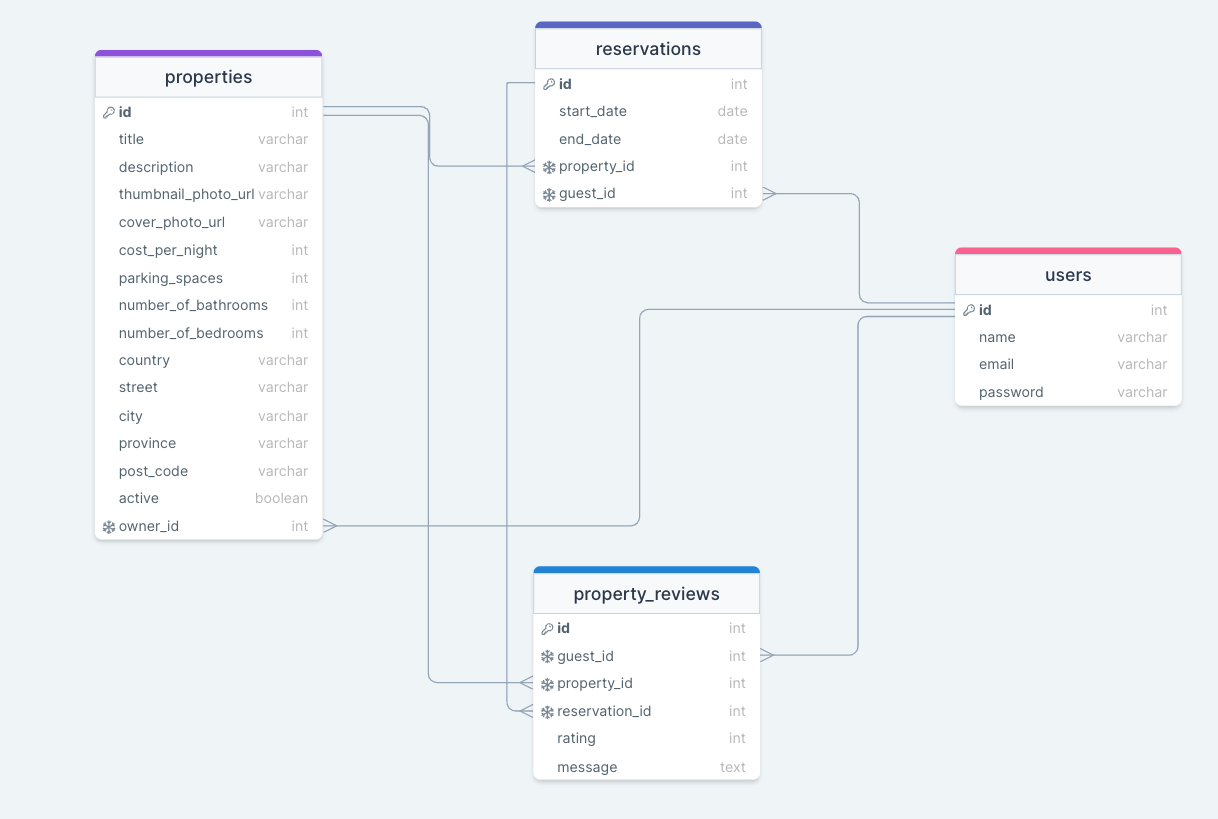 properties
id int
title varchar
description varchar
thumbnail_photo_url varchar
cover_photo_url varchar
cost_per_night int
parking_spaces int
number_of_bathrooms int
number_of_bedrooms int
country varchar
street varchar
city varchar
province varchar
post_code varchar
active boolean
owner_id int
reservations
id int
start_date date
end_date date
property_id int
guest_id int
users
id int
name varchar
email varchar
password varchar
property_reviews
id int
guest_id int
property_id int
reservation_id int
rating int
message text